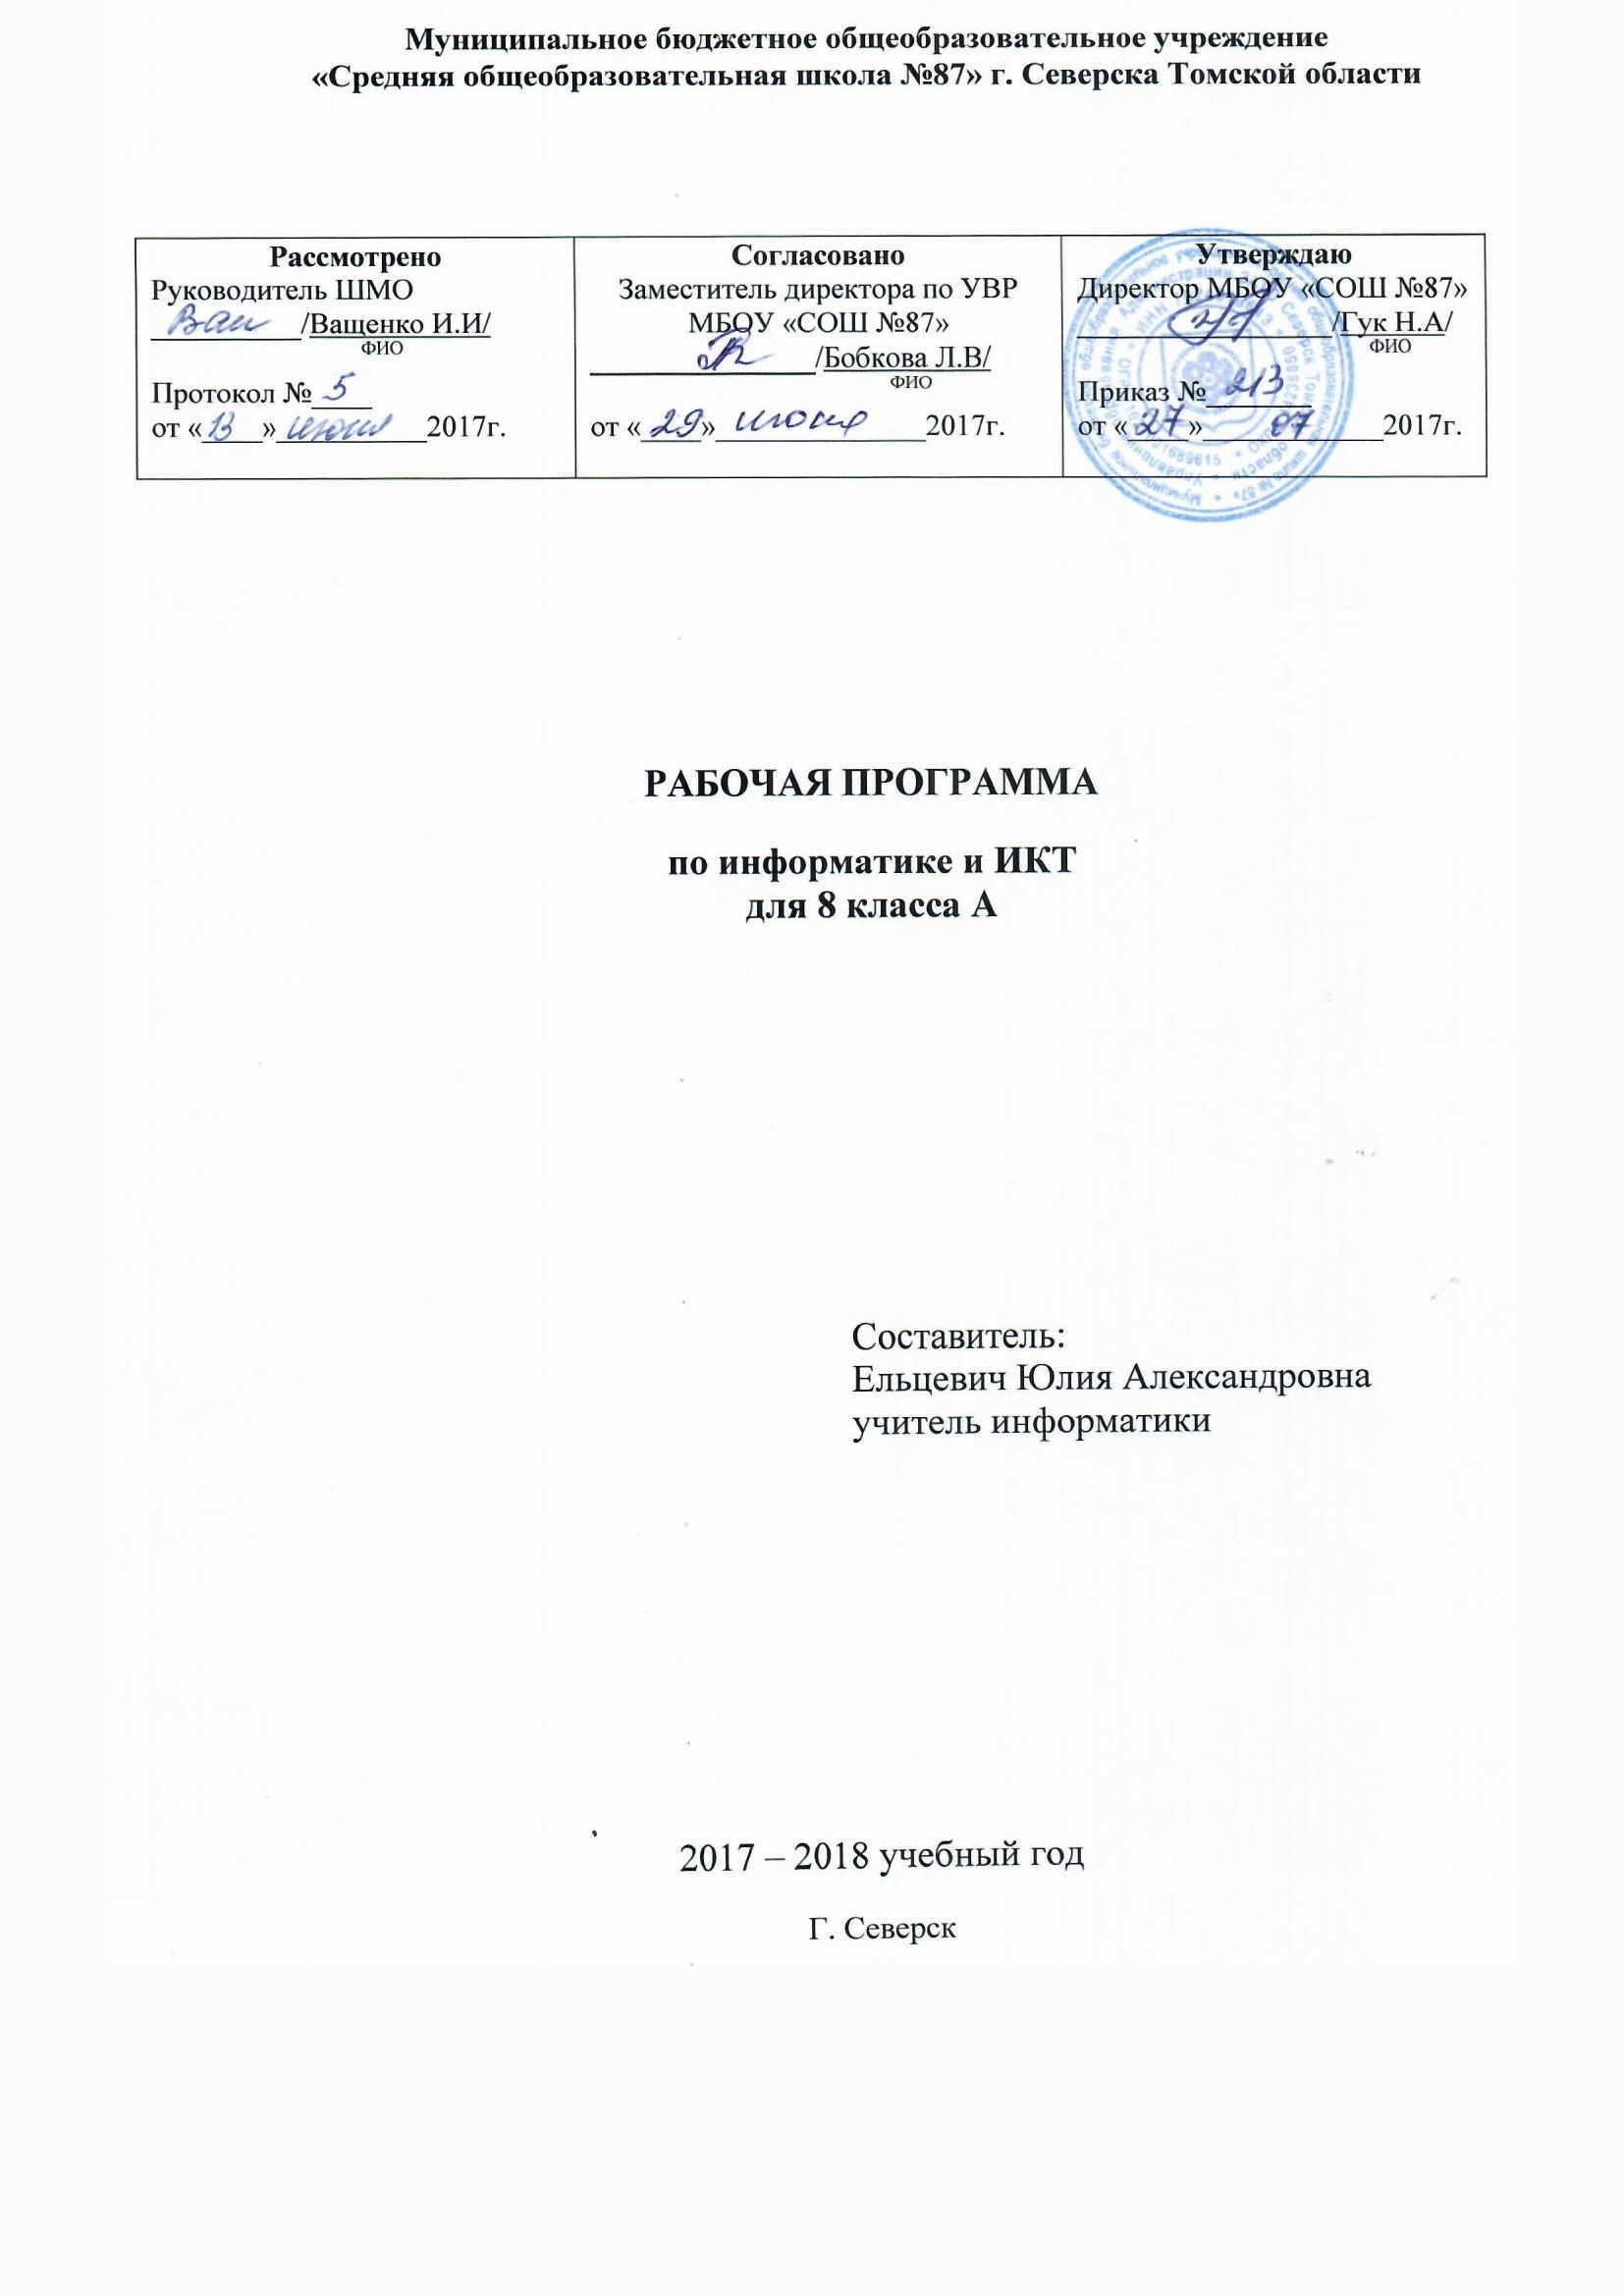 Муниципальное бюджетное общеобразовательное учреждение
«Средняя общеобразовательная школа №87» г. Северска Томской области
Рассмотрено
Руководитель ШМО
/Ващенко И.И/
ФИО
Протокол № 5
от «13» июня 2017г.
Согласовано
Заместитель директора по УВР
МБОУ «СОШ №87»
/Бобкова Л.В/
ФИО
от «29» июня 2017г.
Утверждаю
Директор МБОУ «СОШ №87»
/Гук Н.А/
ФИО
Приказ № 213
от «27» 07 2017г.
РАБОЧАЯ ПРОГРАММА
по информатике и ИКТ
для 8 класса А
Составитель:
Ельцевич Юлия Александровна
учитель информатики
2017 – 2018 учебный год
Г. Северск